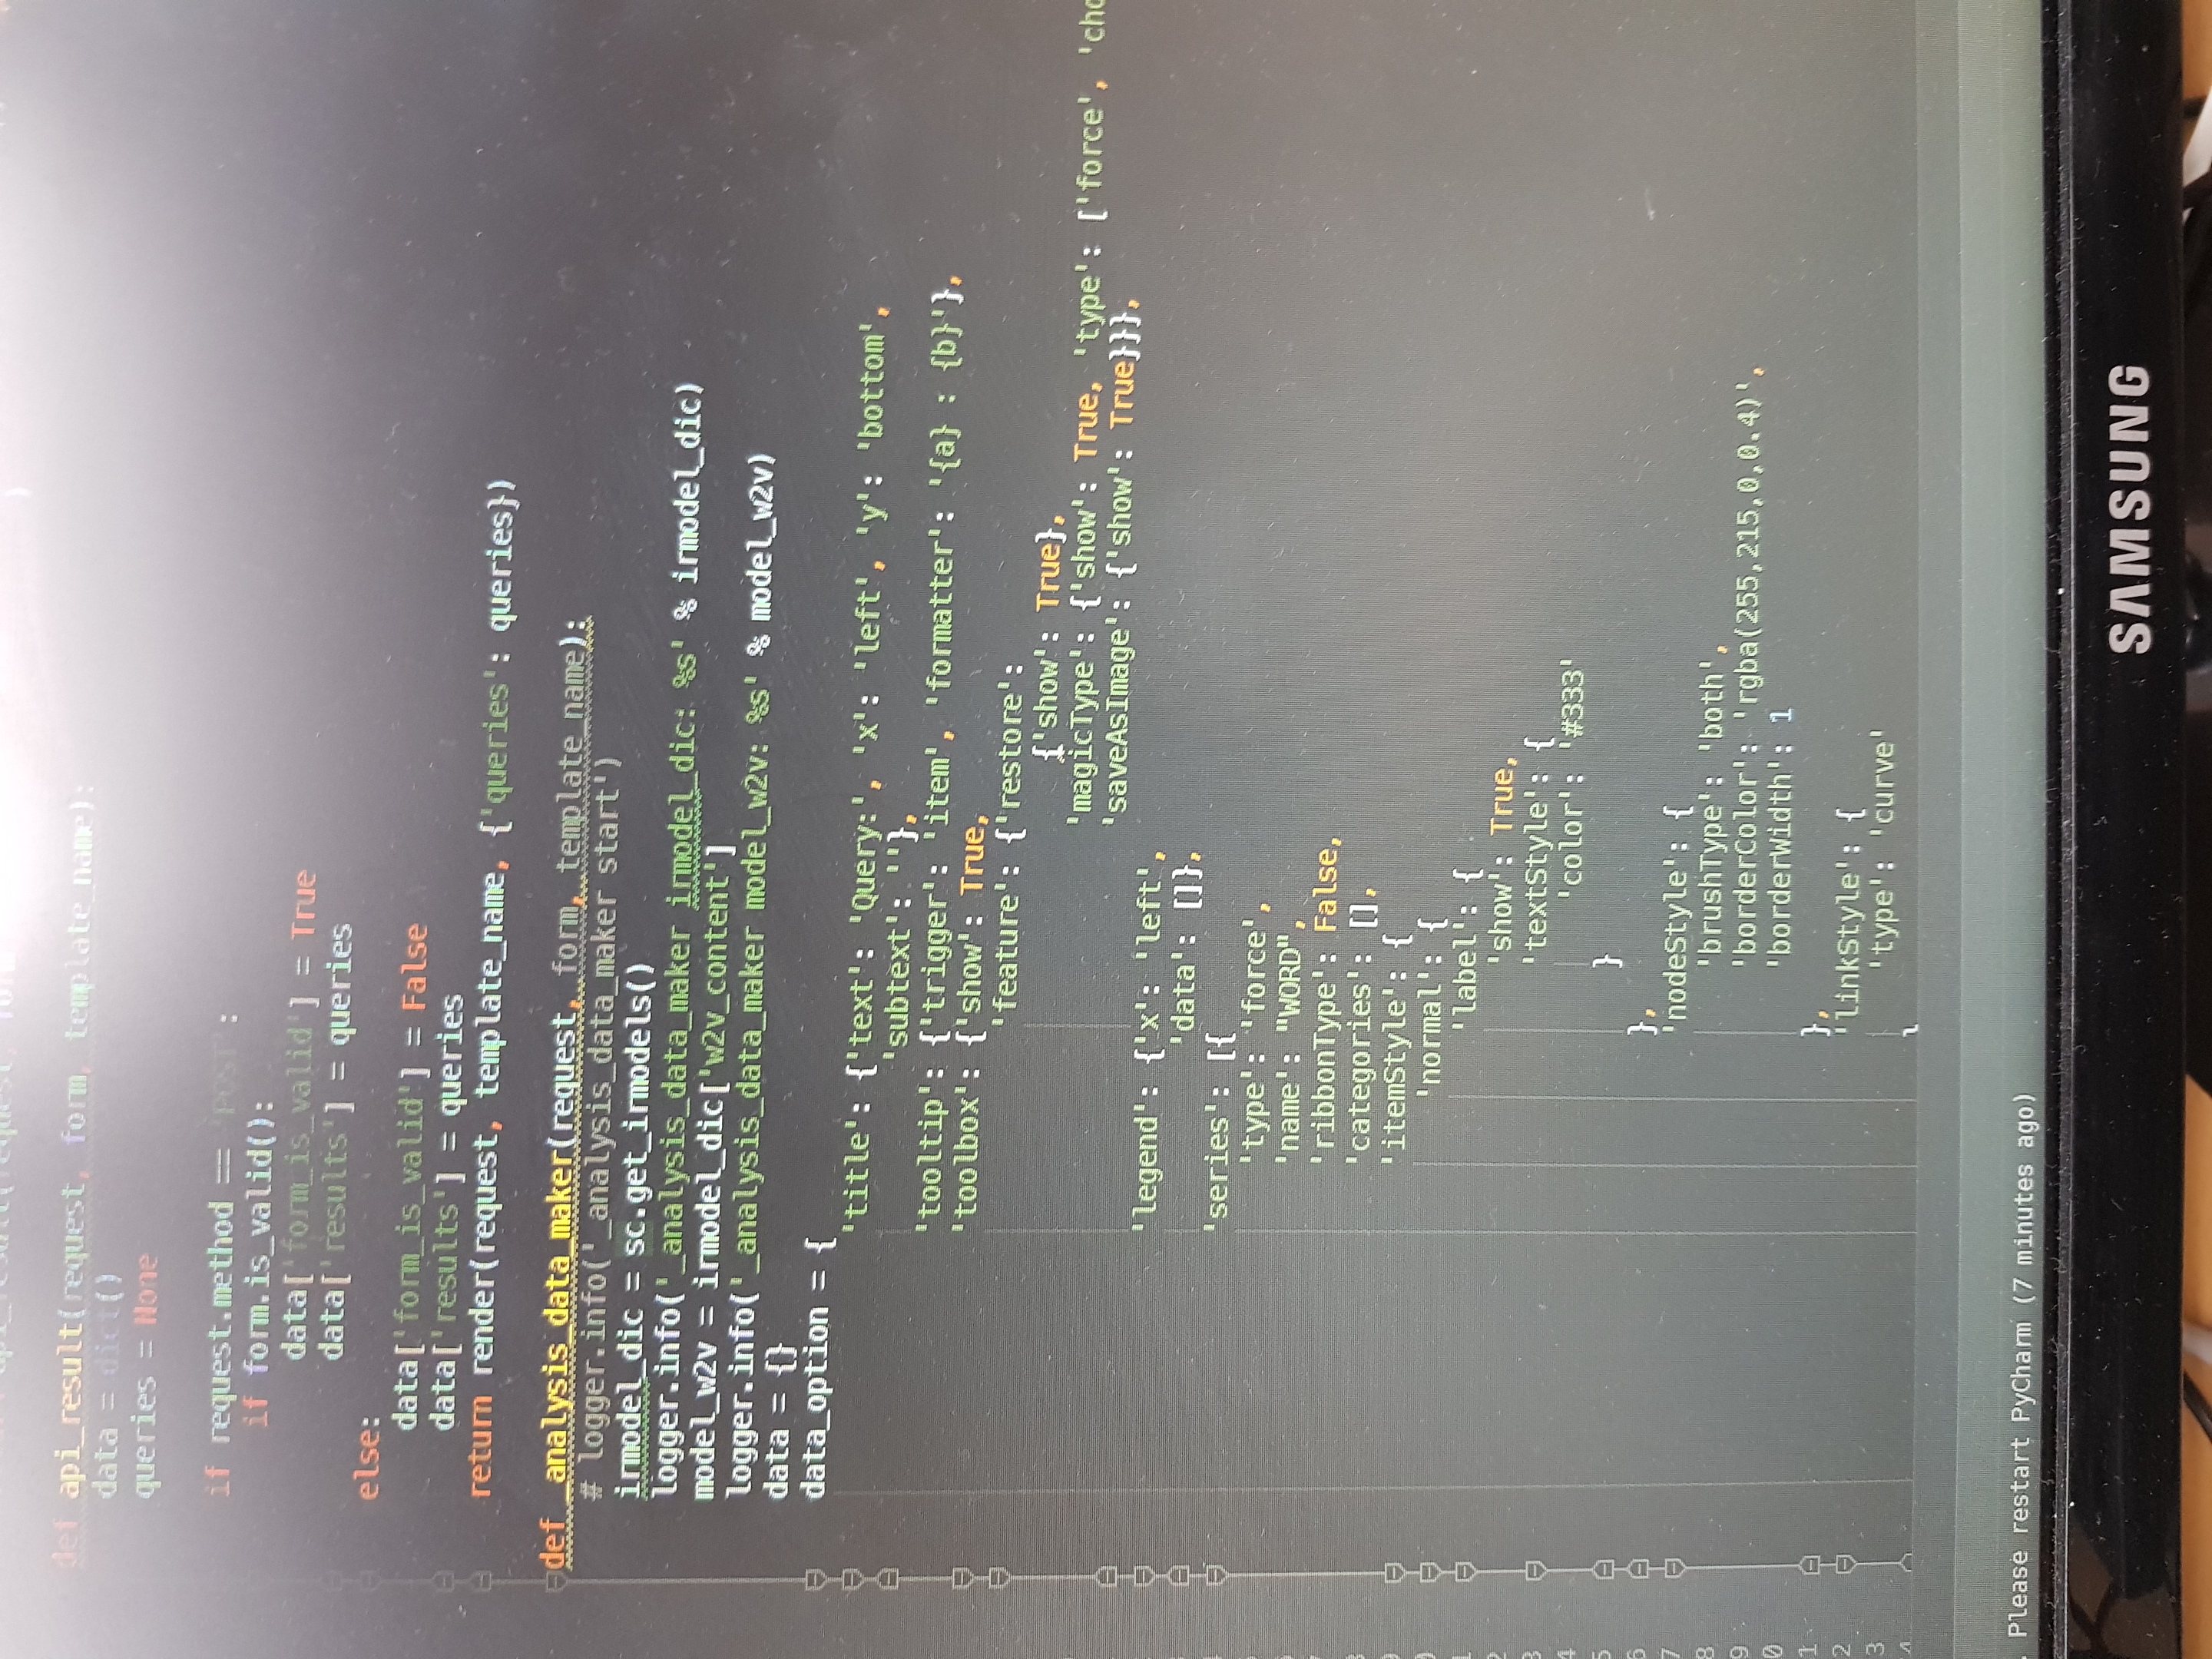 api_result(request, form
def api_result(request, form, template_name):
    data = dict()
    queries = None

    if request.method == 'POST':
        if form.is_valid():
            data['form_is_valid'] = True
            data['results'] = queries
    else:
        data['form_is_valid'] = False
        data['results'] = queries
    return render(request, template_name, {'queries': queries})

def _analysis_data_maker(request, form, template_name):
    # logger.info('_analysis_data_maker start')
    irmodel_dic = sc.get_irmodels()
    logger.info('_analysis_data_maker irmodel_dic: %s' % irmodel_dic)
    model_w2v = irmodel_dic['w2v_content']
    logger.info('_analysis_data_maker model_w2v: %s' % model_w2v)
    data = {}
    data_option = {
                'title': {'text': 'Query:', 'x': 'left', 'y': 'bottom',
                          'subtext': ''},
                'tooltip': {'trigger': 'item', 'formatter': '{a} : {b}'},
                'toolbox': {'show': True,
                            'feature': {'restore':
                                            {'show': True},
                                        'magicType': {'show': True, 'type': ['force', 'cho
                                        'saveAsImage': {'show': True}}},
                'legend': {'x': 'left',
                           'data': []},
                'series': [{
                    'type': 'force',
                    'name': "WORD",
                    'ribbonType': False,
                    'categories': [],
                    'itemStyle': {
                        'normal': {
                            'label': {
                                'show': True,
                                'textStyle': {
                                    'color': '#333'
                                }
                            },
                            'nodeStyle': {
                                'brushType': 'both',
                                'borderColor': 'rgba(255,215,0,0.4)',
                                'borderWidth': 1
                            },
                            'linkStyle': {
                                'type': 'curve'
                            }
. Please restart PyCharm (7 minutes ago)
SAMSUNG